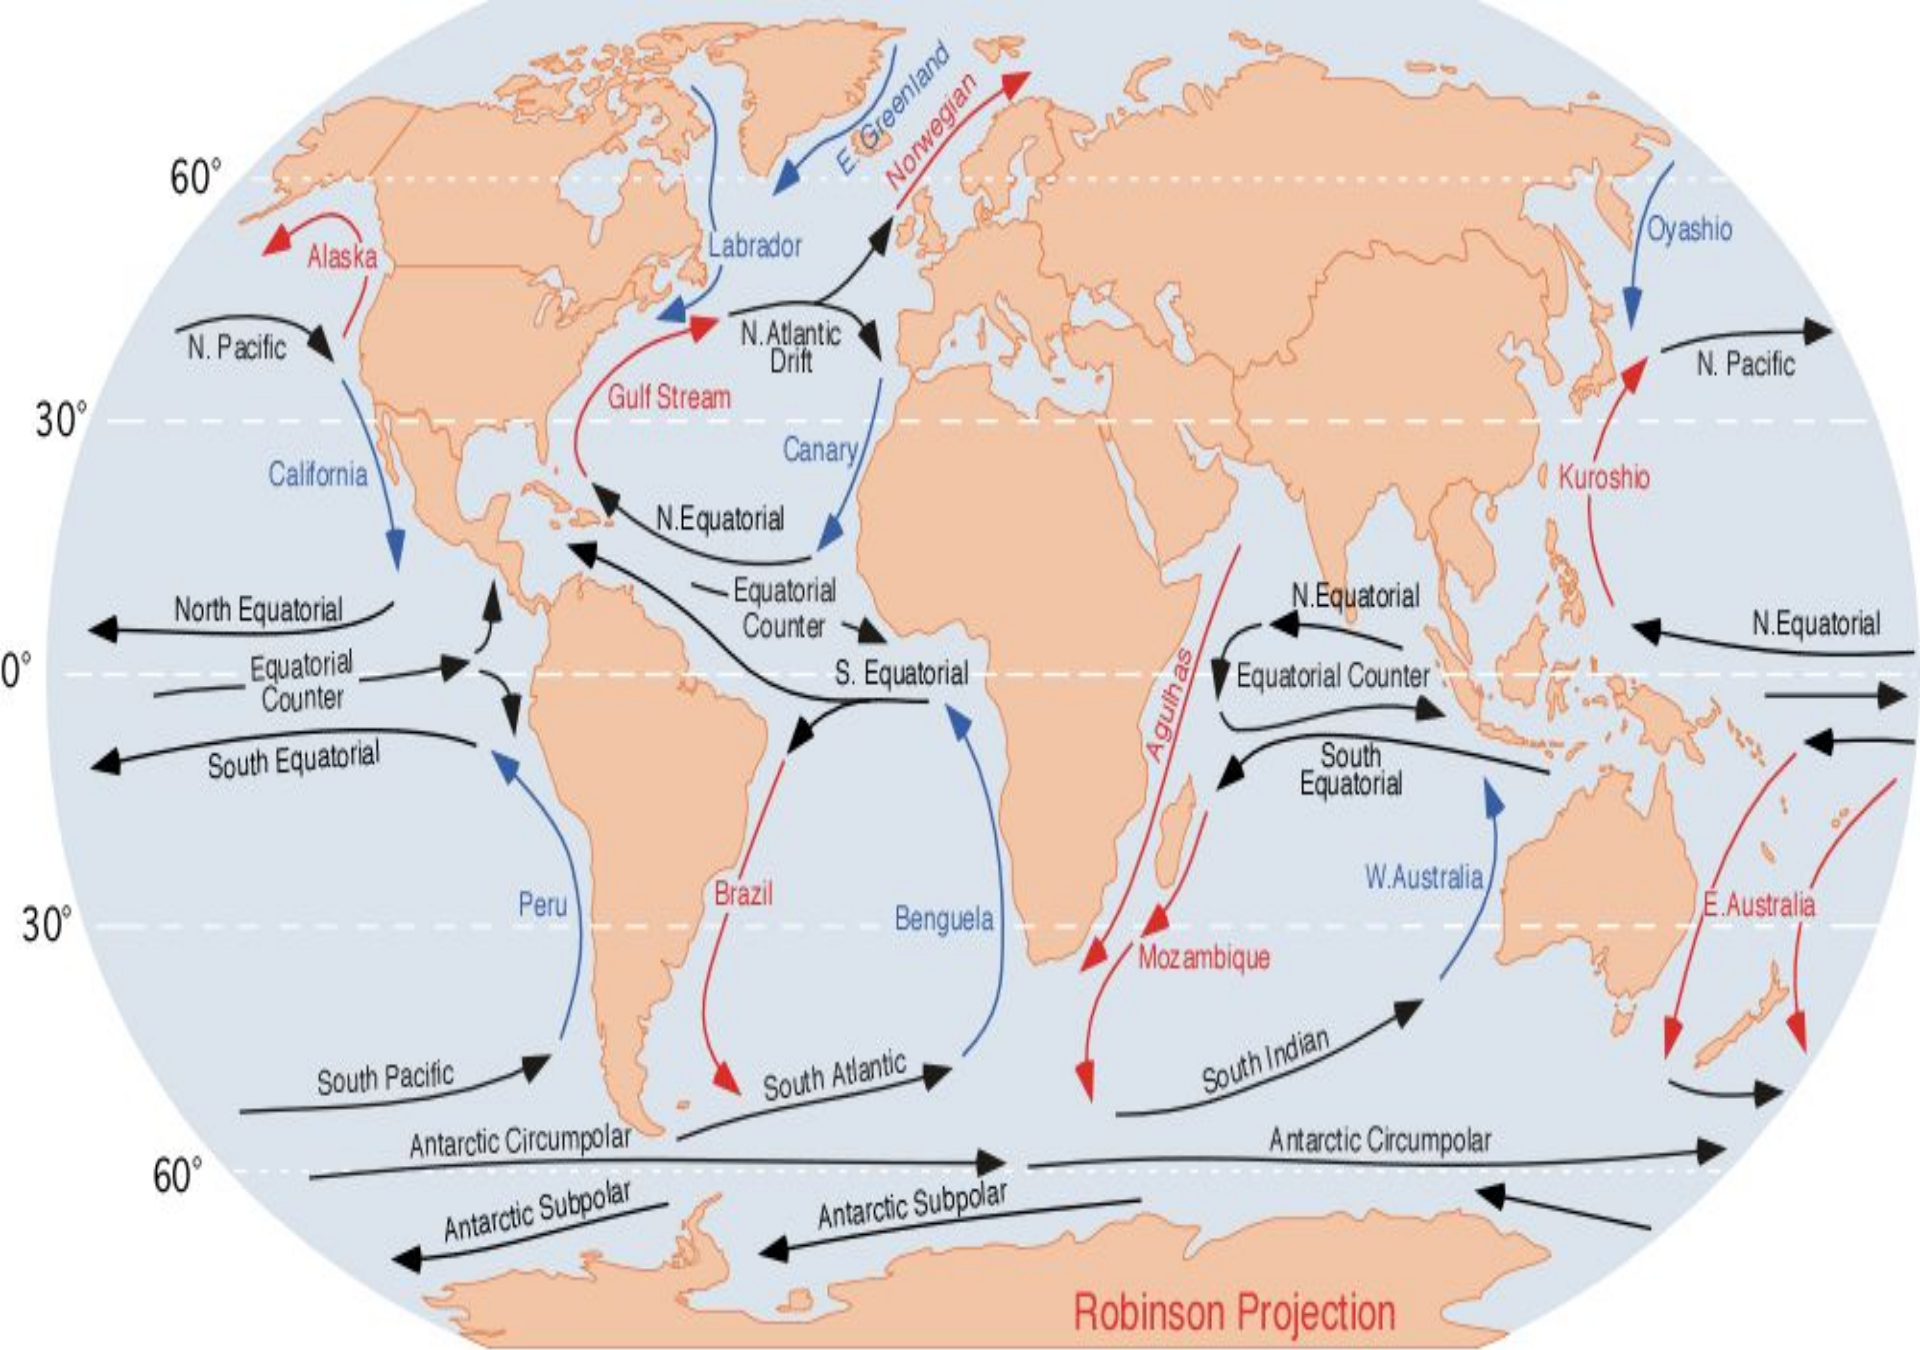 E. Greenland
Norwegian
60°
Labrador
Oyashio
Alaska
N. Pacific
N. Atlantic
Drift
N. Pacific
Gulf Stream
30°
Canary
California
Kuroshio
N.Equatorial
North Equatorial
Equatorial
Counter
N.Equatorial
N.Equatorial
0°
Equatorial
Counter
S. Equatorial
Agulhas
Equatorial Counter
South Equatorial
South
Equatorial
Peru
Brazil
Benguela
W.Australia
E.Australia
30°
Mozambique
South Pacific
South Atlantic
South Indian
Antarctic Circumpolar
Antarctic Circumpolar
60°
Antarctic Subpolar
Antarctic Subpolar
Robinson Projection